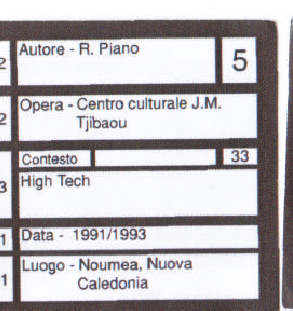 2 Autore - R. Piano 5
2 Opera - Centro culturale J.M.
Tjibaou
Contesto 33
3 High Tech
1 Data - 1991/1993
1 Luogo - Noumea, Nuova
Caledonia